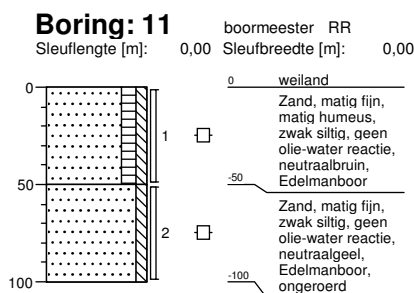 Boring: 11 boormeester RR
Sleuflengte [m]: 0,00 Sleufbreedte [m]: 0,00
0 0 weiland
Zand, matig fijn,
matig humeus,
zwak siltig, geen
olie-water reactie,
neutraalbruin,
Edelmanboor
1
50 -50
Zand, matig fijn,
zwak siltig, geen
olie-water reactie,
neutraalgeel,
Edelmanboor,
ongeroerd
2
100 -100